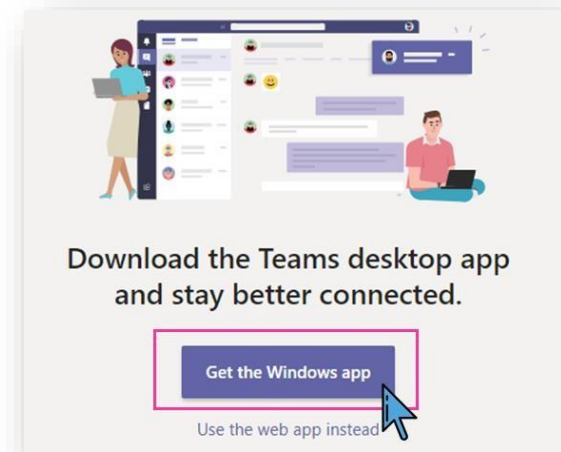 Download the Teams desktop app
and stay better connected.
Get the Windows app
Use the web app instead